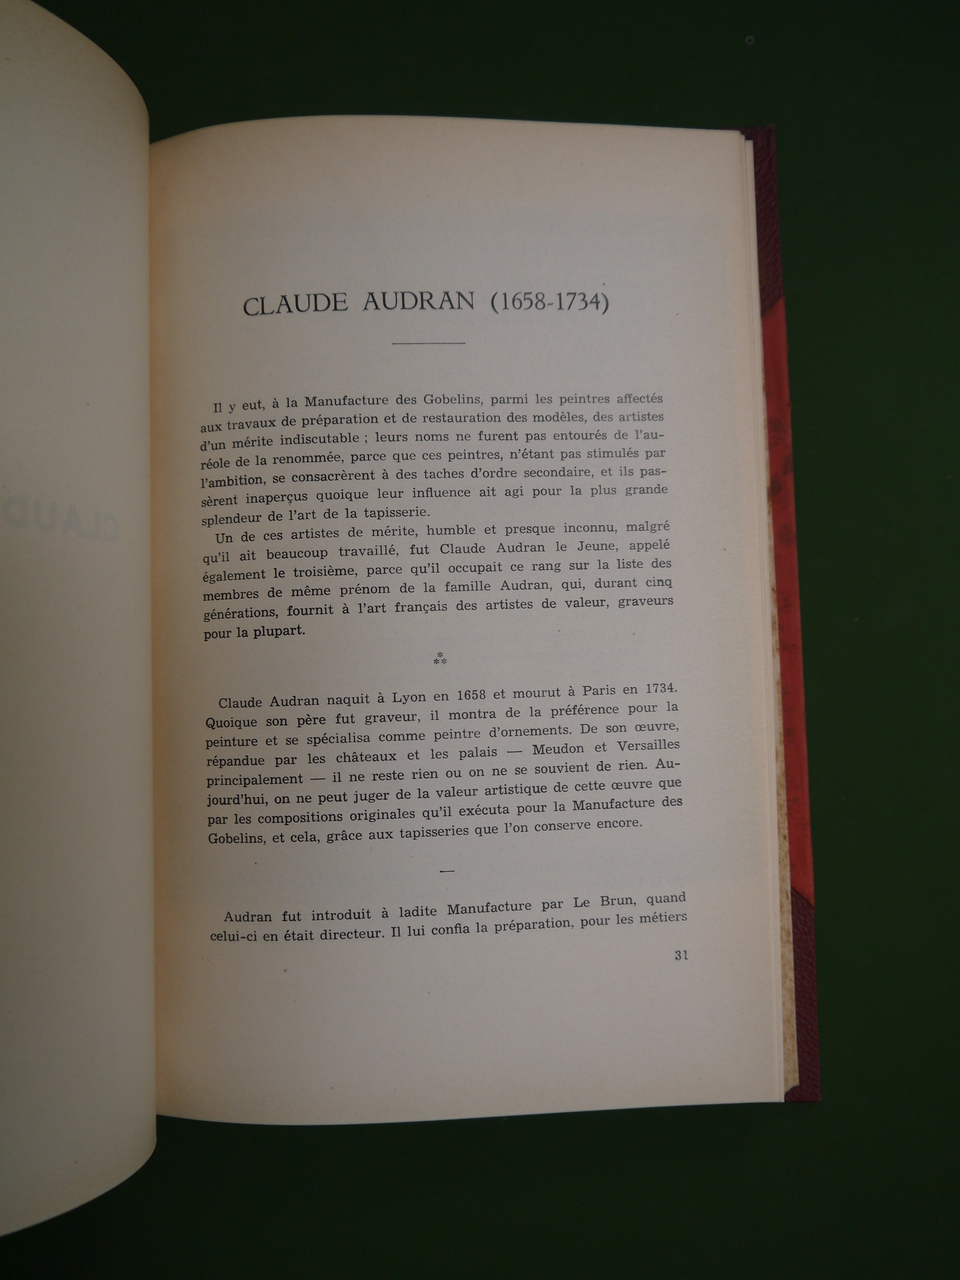 CLAUD
CLAUDE AUDRAN (1658-1734)
Il y eut, à la Manufacture des Gobelins, parmi les peintres affectés
aux travaux de préparation et de restauration des modèles, des artistes
d'un mérite indiscutable ; leurs noms ne furent pas entourés de l'au-
réole de la renommée, parce que ces peintres, n'étant pas stimulés par
l'ambition, se consacrèrent à des taches d'ordre secondaire, et ils pas-
sèrent inaperçus quoique leur influence ait agi pour la plus grande
splendeur de l'art de la tapisserie.
Un de ces artistes de mérite, humble et presque inconnu, malgré
qu'il ait beaucoup travaillé, fut Claude Audran le Jeune, appelé
également le troisième, parce qu'il occupait ce rang sur la liste des
membres de même prénom de la famille Audran, qui, durant cinq
générations, fournit à l'art français des artistes de valeur, graveurs
pour la plupart.
*
**
Claude Audran naquit à Lyon en 1658 et mourut à Paris en 1734.
Quoique son père fut graveur, il montra de la préférence pour la
peinture et se spécialisa comme peintre d'ornements. De son œuvre,
répandue par les châteaux et les palais — Meudon et Versailles
principalement — il ne reste rien ou on ne se souvient de rien. Au-
jourd'hui, on ne peut juger de la valeur artistique de cette œuvre que
par les compositions originales qu'il exécuta pour la Manufacture des
Gobelins, et cela, grâce aux tapisseries que l'on conserve encore.
—
Audran fut introduit à ladite Manufacture par Le Brun, quand
celui-ci en était directeur. Il lui confia la préparation, pour les métiers
31